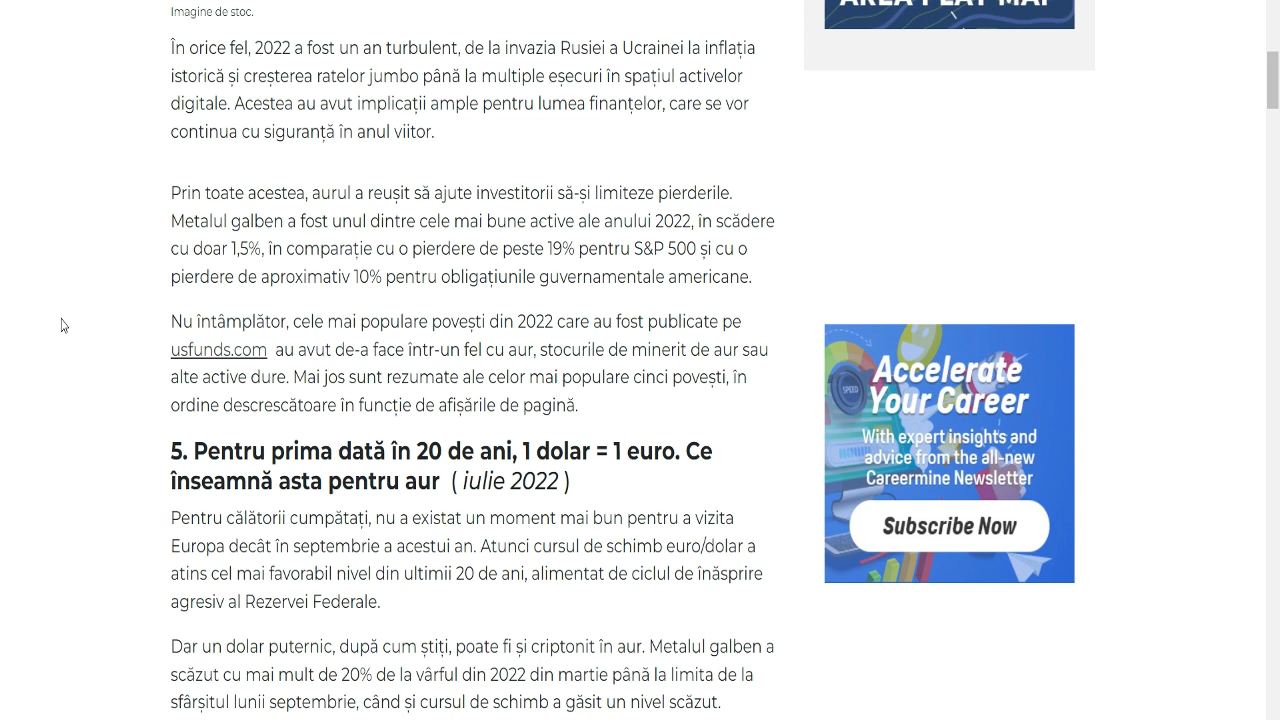 Imagine de stoc.
În orice fel, 2022 a fost un an turbulent, de la invazia Rusiei a Ucrainei la inflația
istorică și creșterea ratelor jumbo până la multiple eșecuri în spațiul activelor
digitale. Acestea au avut implicații ample pentru lumea finanțelor, care se vor
continua cu siguranță în anul viitor.
Prin toate acestea, aurul a reușit să ajute investitorii să-și limiteze pierderile.
Metalul galben a fost unul dintre cele mai bune active ale anului 2022, în scădere
cu doar 1,5%, în comparație cu o pierdere de peste 19% pentru S&P 500 și cu o
pierdere de aproximativ 10% pentru obligațiunile guvernamentale americane.
Nu întâmplător, cele mai populare povești din 2022 care au fost publicate pe
usfunds.com au avut de-a face într-un fel cu aur, stocurile de minerit de aur sau
alte active dure. Mai jos sunt rezumate ale celor mai populare cinci povești, în
ordine descrescătoare în funcție de afișările de pagină.
5. Pentru prima dată în 20 de ani, 1 dolar = 1 euro. Ce
înseamnă asta pentru aur ( iulie 2022 )
Pentru călătorii cumpătați, nu a existat un moment mai bun pentru a vizita
Europa decât în septembrie a acestui an. Atunci cursul de schimb euro/dolar a
atins cel mai favorabil nivel din ultimii 20 de ani, alimentat de ciclul de înăsprire
agresiv al Rezervei Federale.
Dar un dolar puternic, după cum știți, poate fi și criptonit în aur. Metalul galben a
scăzut cu mai mult de 20% de la vârful din 2022 din martie până la limita de la
sfârșitul lunii septembrie, când și cursul de schimb a găsit un nivel scăzut.
AREA PLAY MAP
SPEED
Accelerate
Your Career
With expert insights and
advice from the all-new
Careermine Newsletter
Subscribe Now